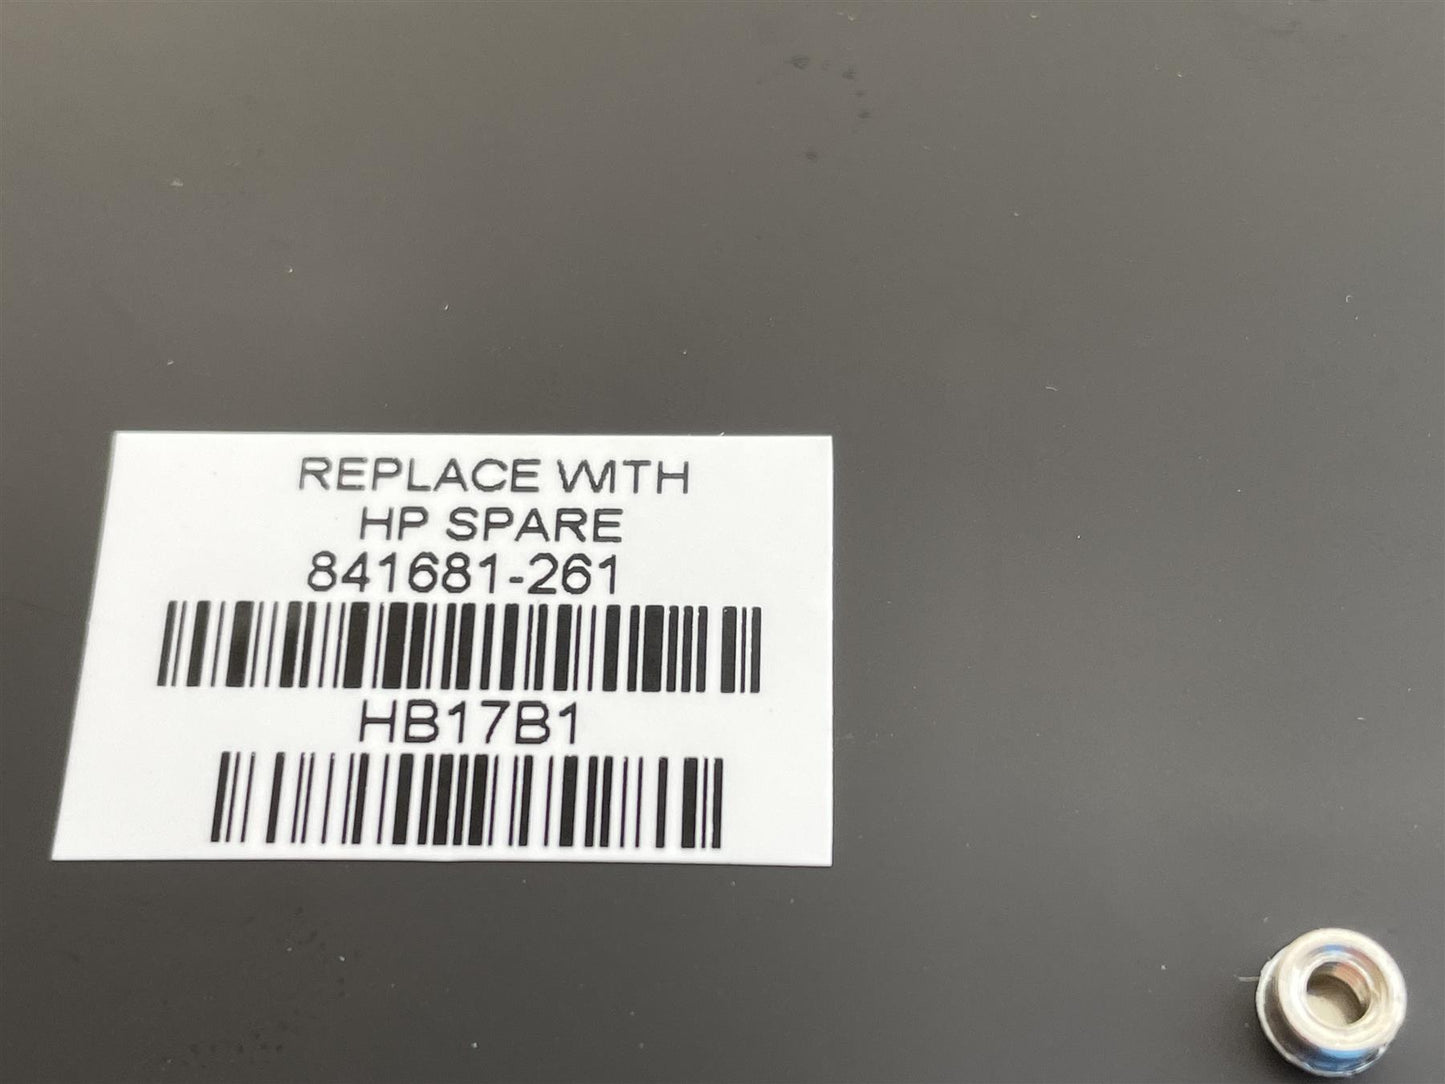 REPLACE WITH
HP SPARE
841681-261
HB17B1